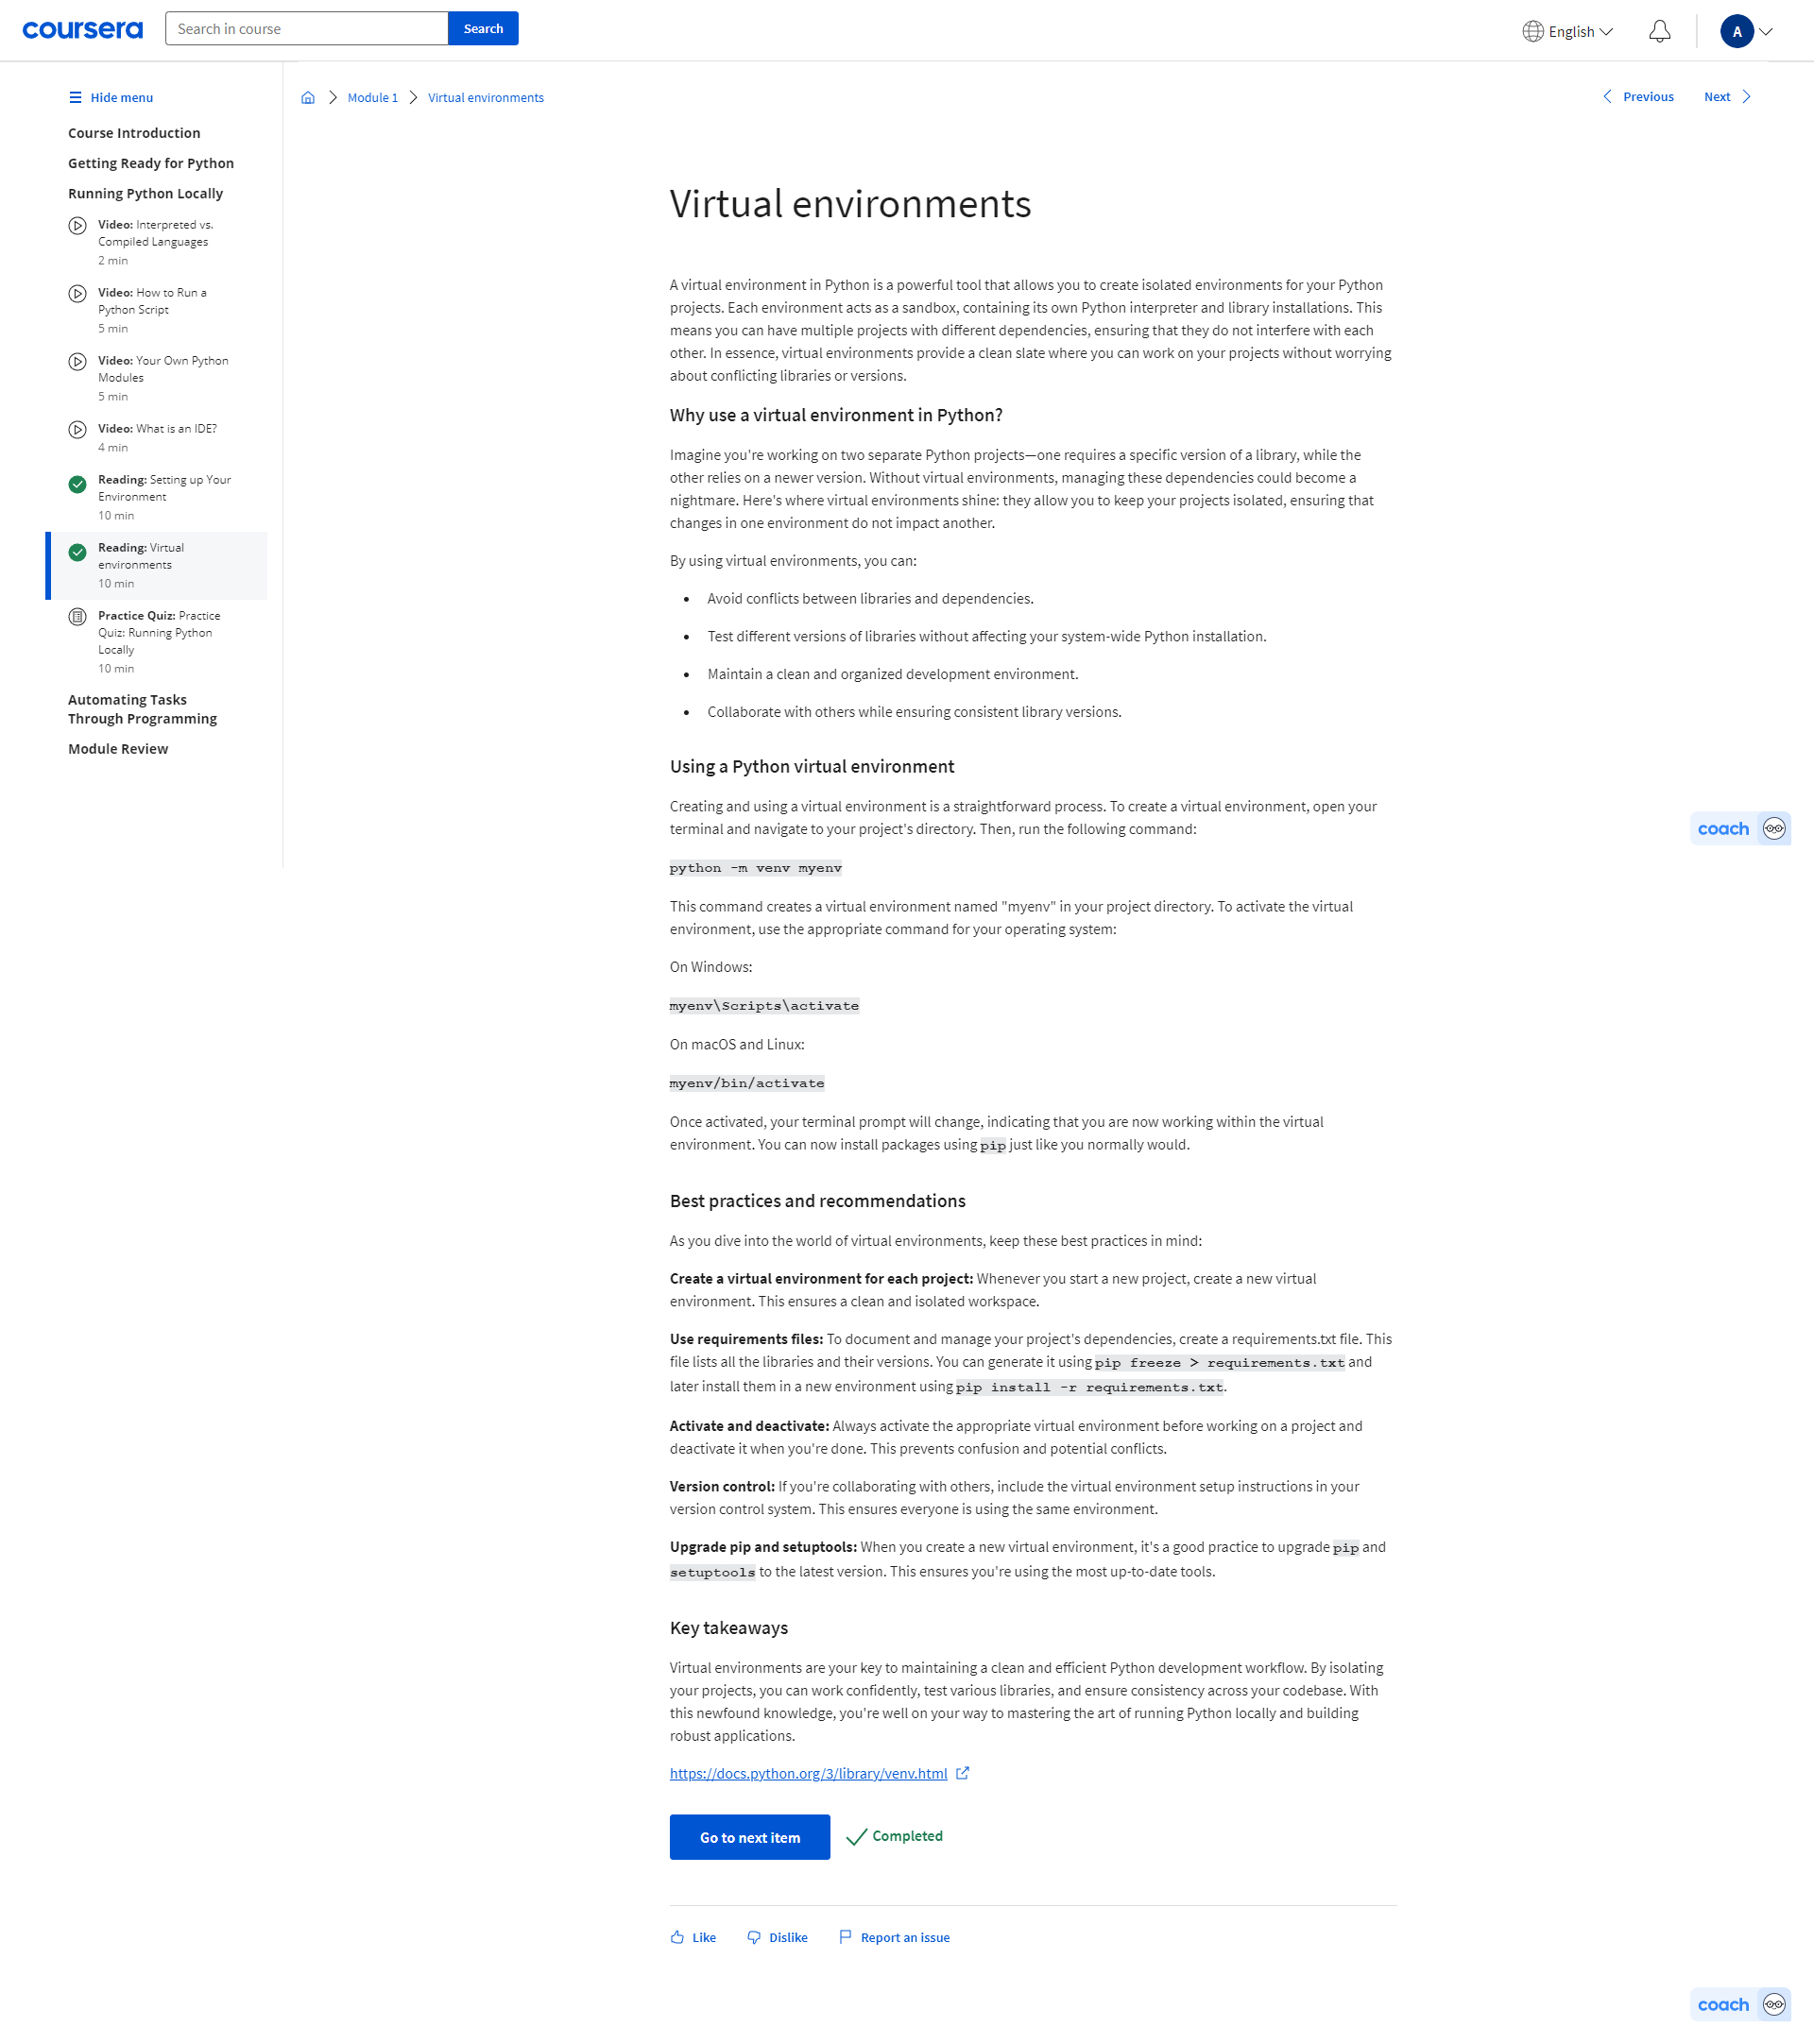 coursera
Search in course
Search
English
A
Hide menu
Course Introduction
Getting Ready for Python
Running Python Locally
Video: Interpreted vs.
Compiled Languages
2 min
Video: How to Run a
Python Script
5 min
Video: Your Own Python
Modules
5 min
Video: What is an IDE?
4 min
Reading: Setting up Your
Environment
10 min
Reading: Virtual
environments
10 min
Practice Quiz: Practice
Quiz: Running Python
Locally
10 min
Automating Tasks
Through Programming
Module Review
Module 1
Virtual environments
Previous
Next
Virtual environments
A virtual environment in Python is a powerful tool that allows you to create isolated environments for your Python
projects. Each environment acts as a sandbox, containing its own Python interpreter and library installations. This
means you can have multiple projects with different dependencies, ensuring that they do not interfere with each
other. In essence, virtual environments provide a clean slate where you can work on your projects without worrying
about conflicting libraries or versions.
Why use a virtual environment in Python?
Imagine you're working on two separate Python projects—one requires a specific version of a library, while the
other relies on a newer version. Without virtual environments, managing these dependencies could become a
nightmare. Here's where virtual environments shine: they allow you to keep your projects isolated, ensuring that
changes in one environment do not impact another.
By using virtual environments, you can:
• Avoid conflicts between libraries and dependencies.
• Test different versions of libraries without affecting your system-wide Python installation.
• Maintain a clean and organized development environment.
• Collaborate with others while ensuring consistent library versions.
Using a Python virtual environment
Creating and using a virtual environment is a straightforward process. To create a virtual environment, open your
terminal and navigate to your project's directory. Then, run the following command:
python -m venv myenv
This command creates a virtual environment named "myenv" in your project directory. To activate the virtual
environment, use the appropriate command for your operating system:
On Windows:
myenv\Scripts\activate
On macOS and Linux:
myenv/bin/activate
Once activated, your terminal prompt will change, indicating that you are now working within the virtual
environment. You can now install packages using pip just like you normally would.
Best practices and recommendations
As you dive into the world of virtual environments, keep these best practices in mind:
Create a virtual environment for each project: Whenever you start a new project, create a new virtual
environment. This ensures a clean and isolated workspace.
Use requirements files: To document and manage your project's dependencies, create a requirements.txt file. This
file lists all the libraries and their versions. You can generate it using pip freeze > requirements.txt and
later install them in a new environment using pip install -r requirements.txt.
Activate and deactivate: Always activate the appropriate virtual environment before working on a project and
deactivate it when you're done. This prevents confusion and potential conflicts.
Version control: If you're collaborating with others, include the virtual environment setup instructions in your
version control system. This ensures everyone is using the same environment.
Upgrade pip and setuptools: When you create a new virtual environment, it's a good practice to upgrade pip and
setuptools to the latest version. This ensures you're using the most up-to-date tools.
Key takeaways
Virtual environments are your key to maintaining a clean and efficient Python development workflow. By isolating
your projects, you can work confidently, test various libraries, and ensure consistency across your codebase. With
this newfound knowledge, you're well on your way to mastering the art of running Python locally and building
robust applications.
https://docs.python.org/3/library/venv.html
Go to next item
Completed
Like
Dislike
Report an issue
coach
coach